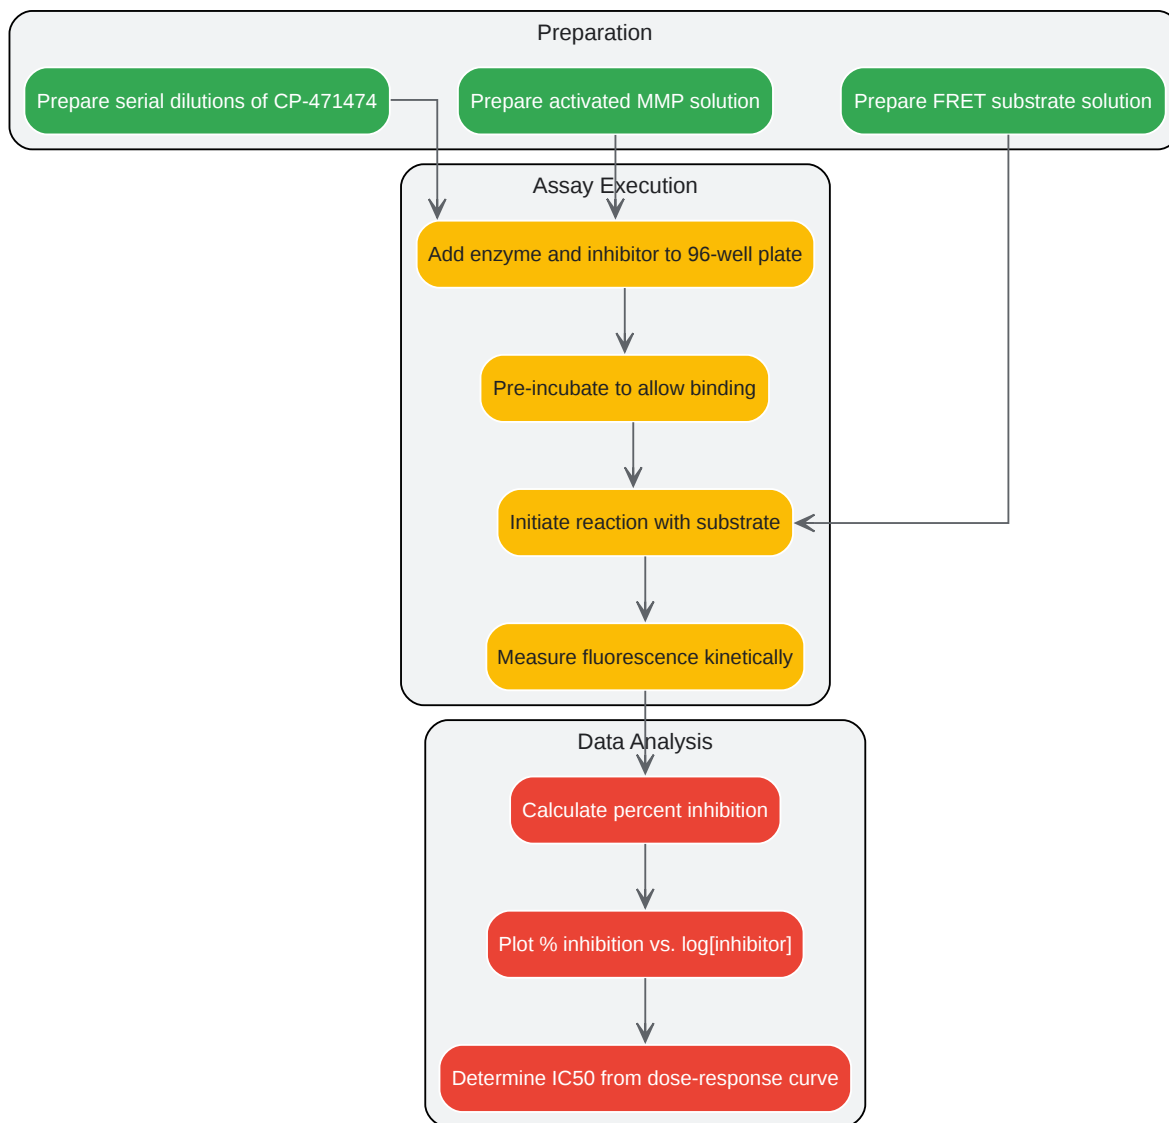 Preparation
Prepare serial dilutions of CP-471474
Prepare activated MMP solution
Prepare FRET substrate solution
Assay Execution
Add enzyme and inhibitor to 96-well plate
Pre-incubate to allow binding
Initiate reaction with substrate
Measure fluorescence kinetically
Data Analysis
Calculate percent inhibition
Plot % inhibition vs. log[inhibitor]
Determine IC50 from dose-response curve